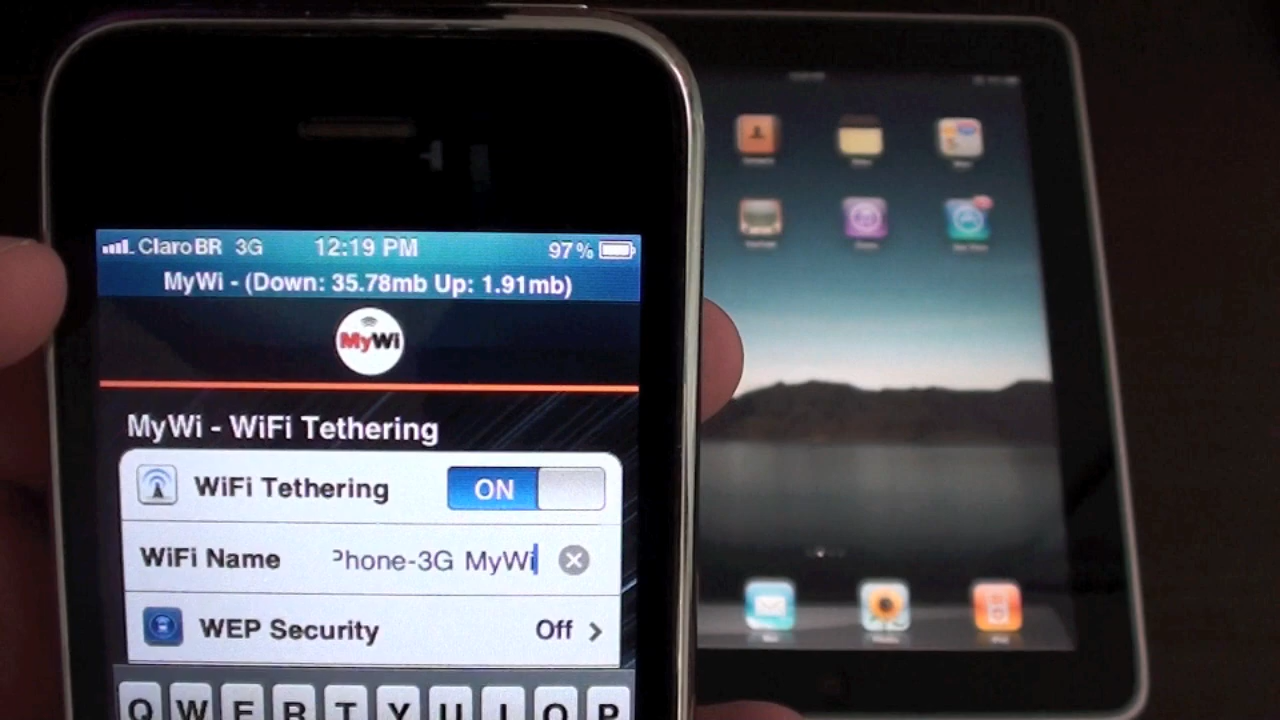 ClaroBR 3G 12:19 PM 97%
MyWi - (Down: 35.78mb Up: 1.91mb)
MyWi
MyWi - WiFi Tethering
WiFi Tethering ON
WiFi Name Phone-3G MyWi
WEP Security Off
Q W E R T Y U I O P